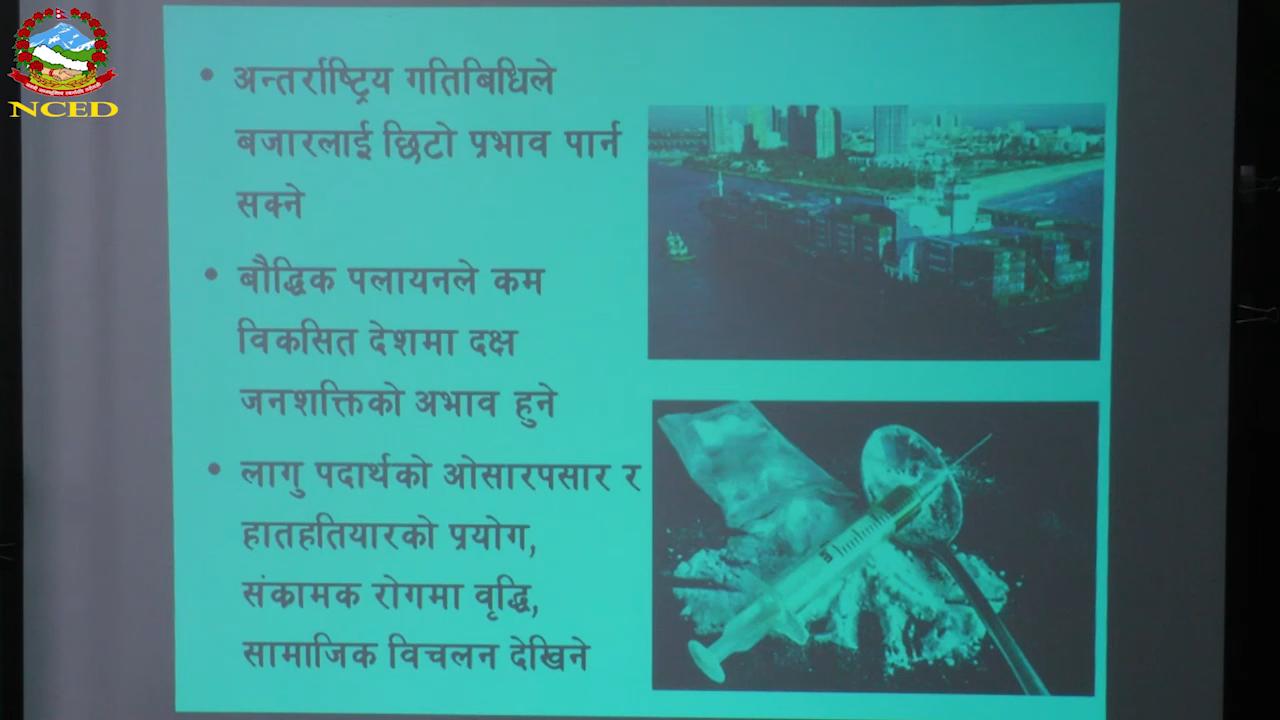 NCED
• अन्तर्राष्ट्रिय गतिबिधिले
बजारलाई छिटो प्रभाव पार्न
सक्ने
• बौद्धिक पलायनले कम
विकसित देशमा दक्ष
जनशक्तिको अभाव हुने
• लागु पदार्थको ओसारपसार र
हातहतियारको प्रयोग,
संक्रामक रोगमा वृद्धि,
सामाजिक विचलन देखिने